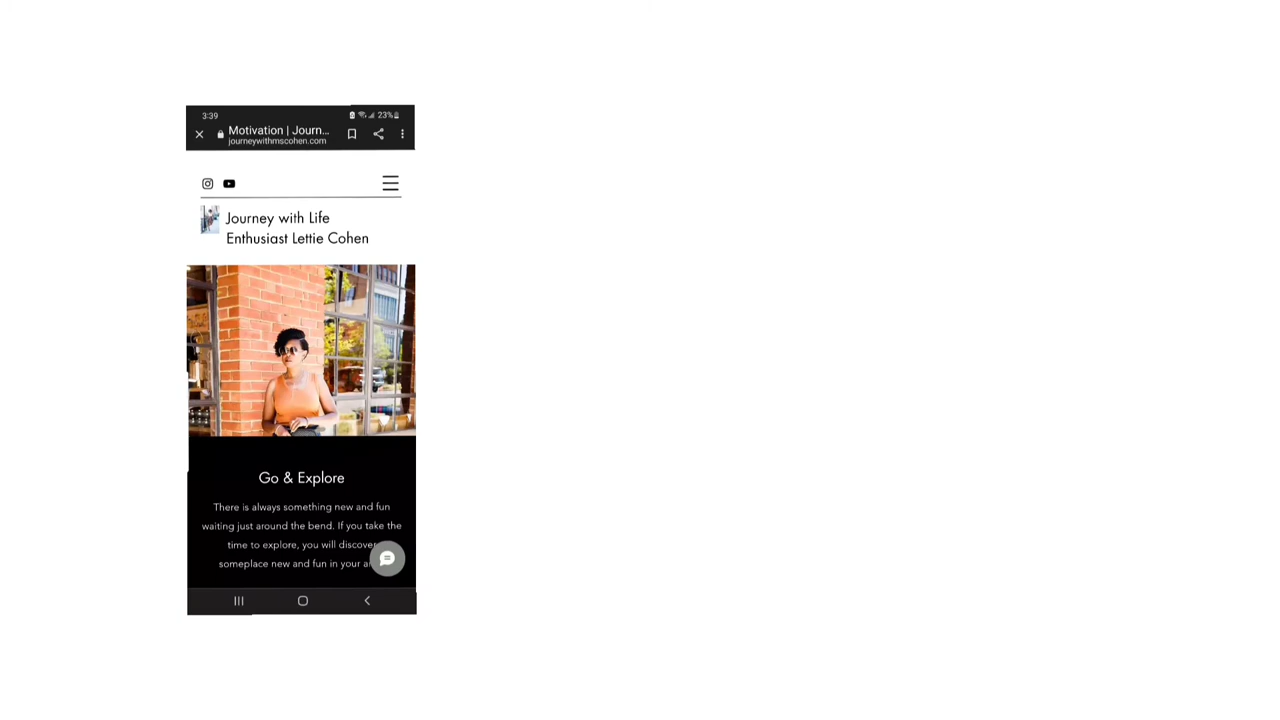 3:39
23%
Motivation | Journ...
journeywithmscohen.com
Journey with Life
Enthusiast Lettie Cohen
Go & Explore
There is always something new and fun
waiting just around the bend. If you take the
time to explore, you will discover
someplace new and fun in your